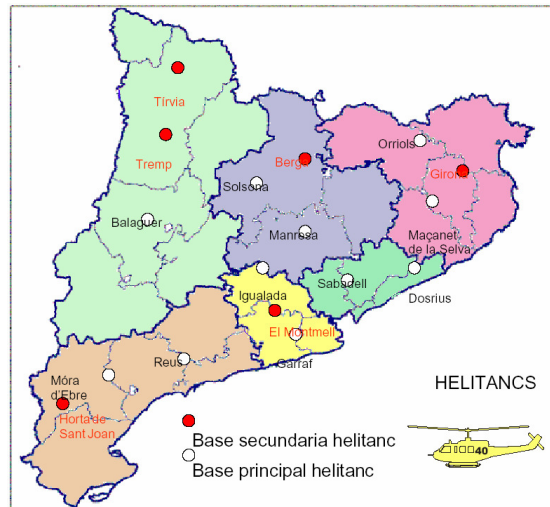 Tírvia
Tremp
Balaguer
Berga
Solsona
Manresa
Orriols
Girona
Maçanet
de la Selva
Sabadell
Dosrius
Igualada
El Montmell
Garraf
Reus
Móra
d'Ebre
Horta de
Sant Joan
HELITANCS
Base secundaria helitanc
Base principal helitanc
40